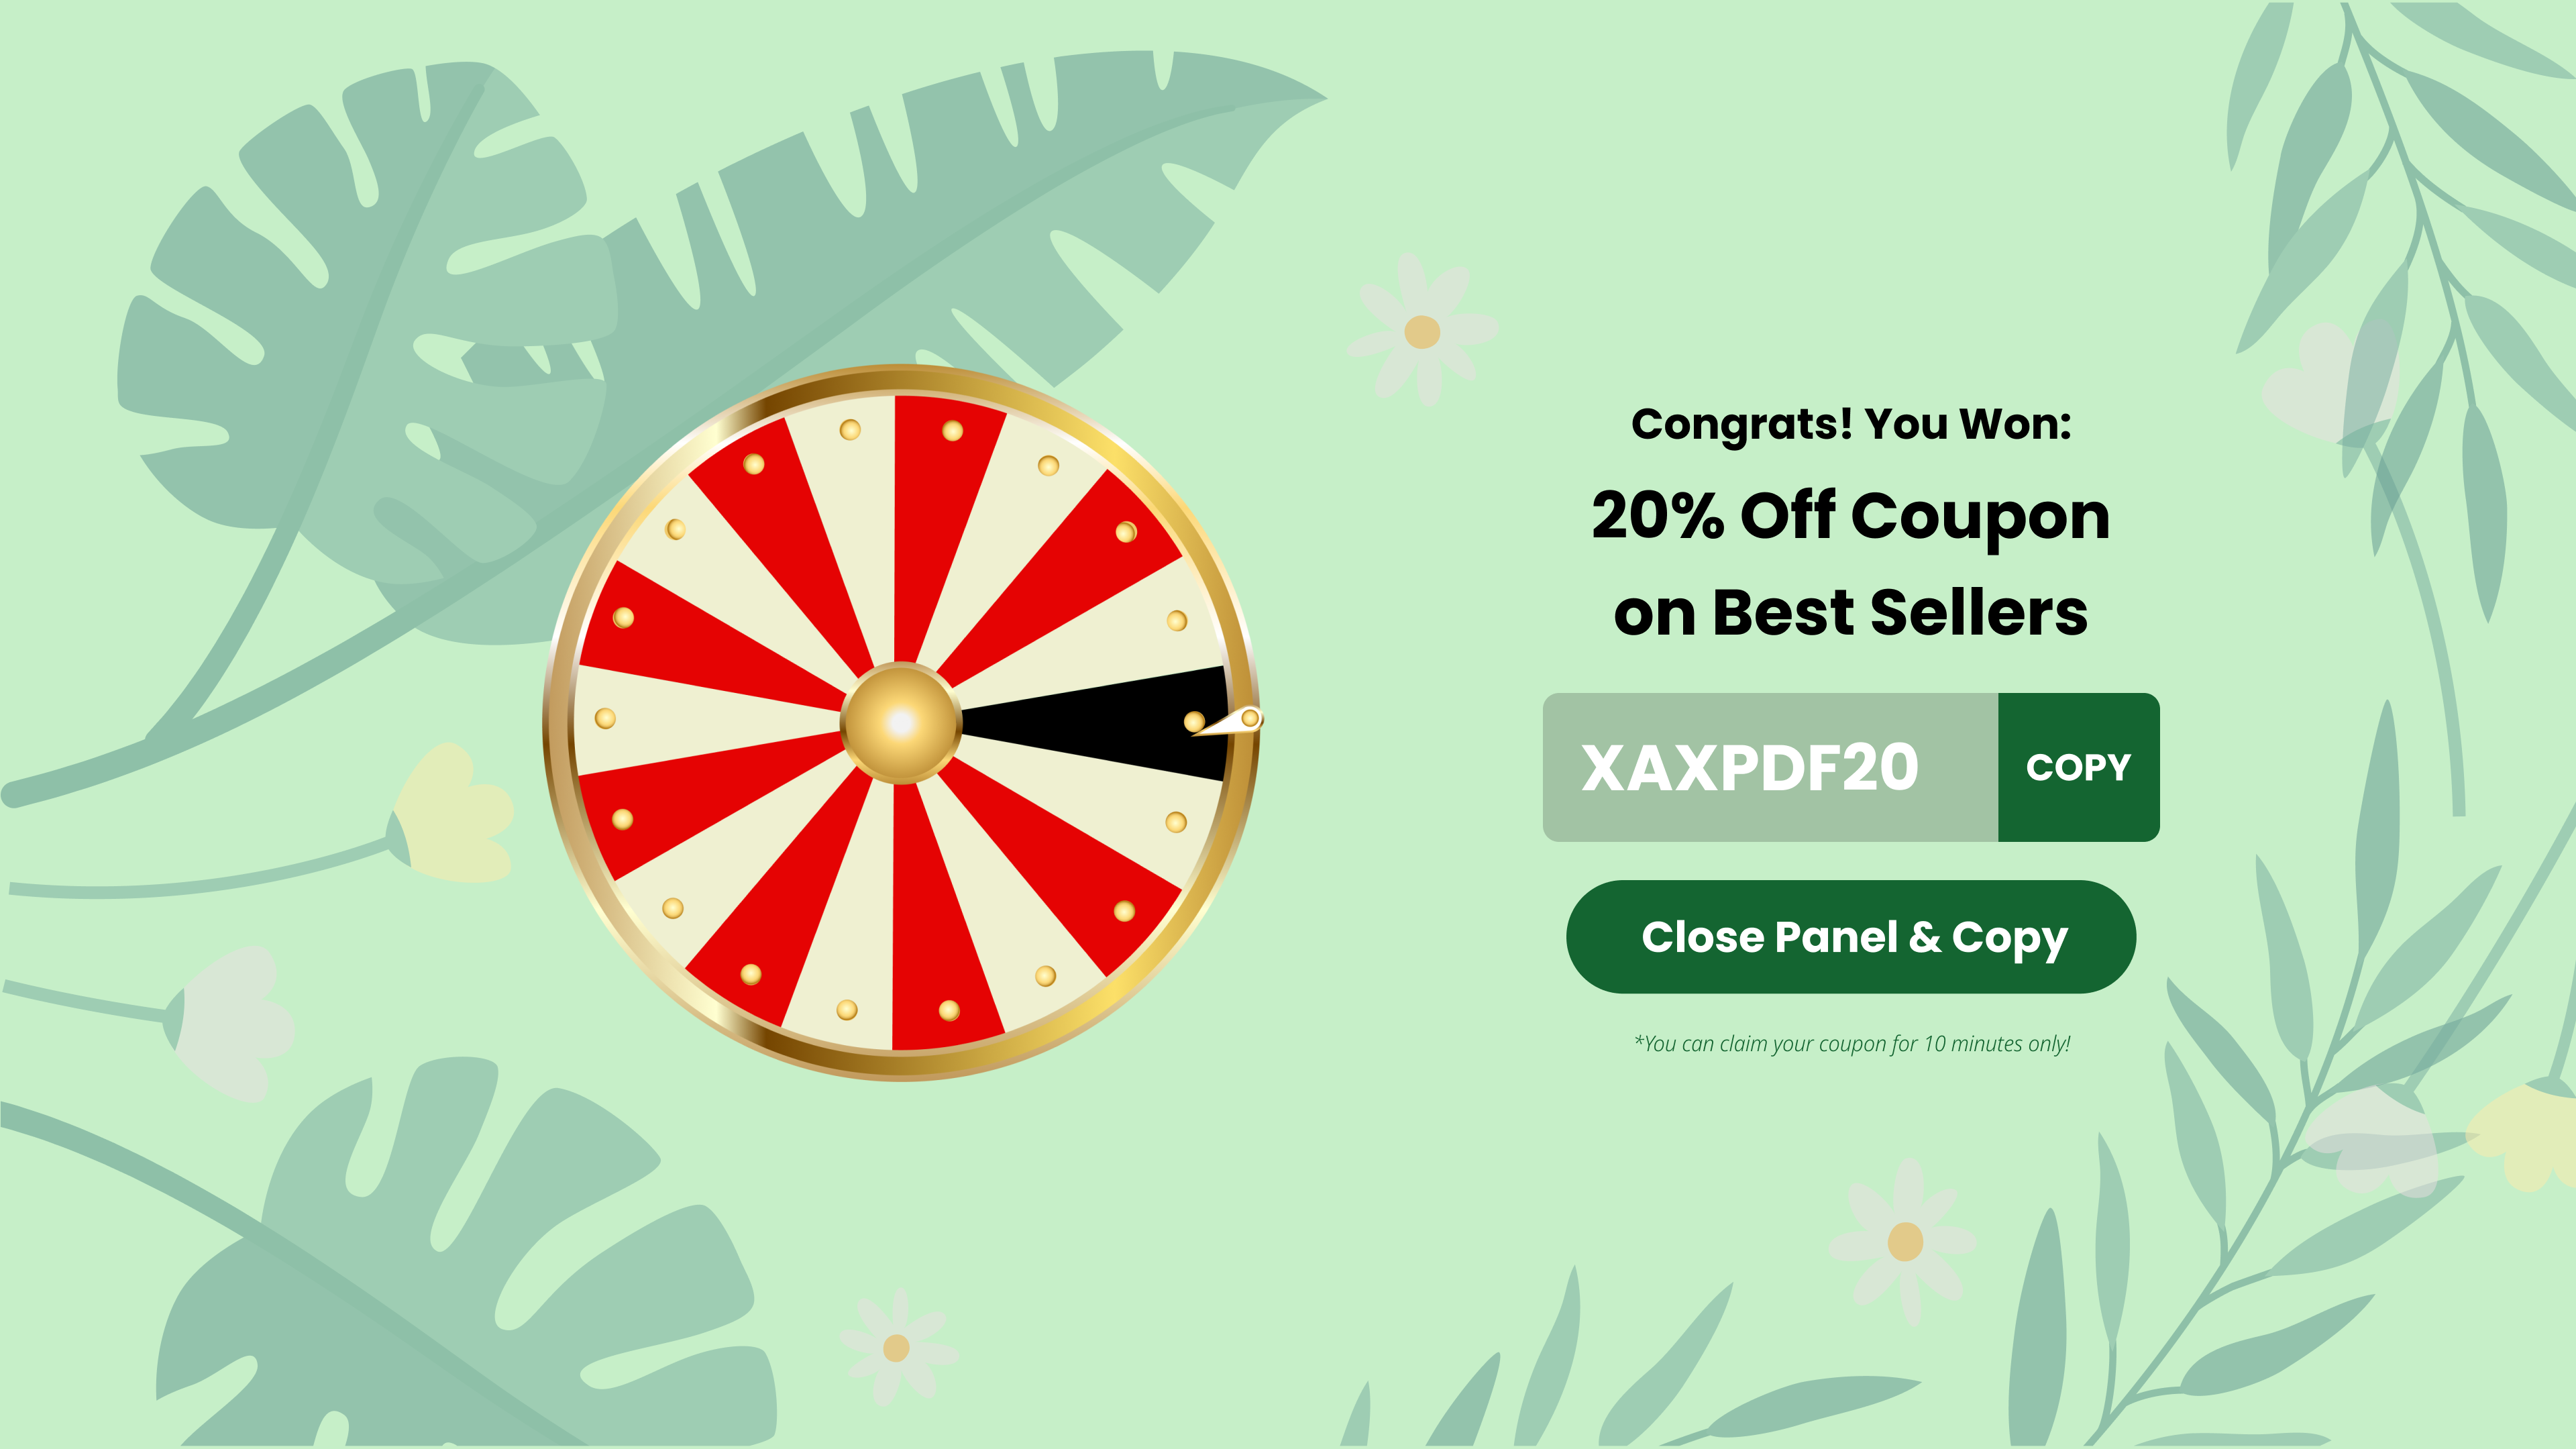 Congrats! You Won:
20% Off Coupon
on Best Sellers
XAXPDF20
COPY
Close Panel & Copy
*You can claim your coupon for 10 minutes only!